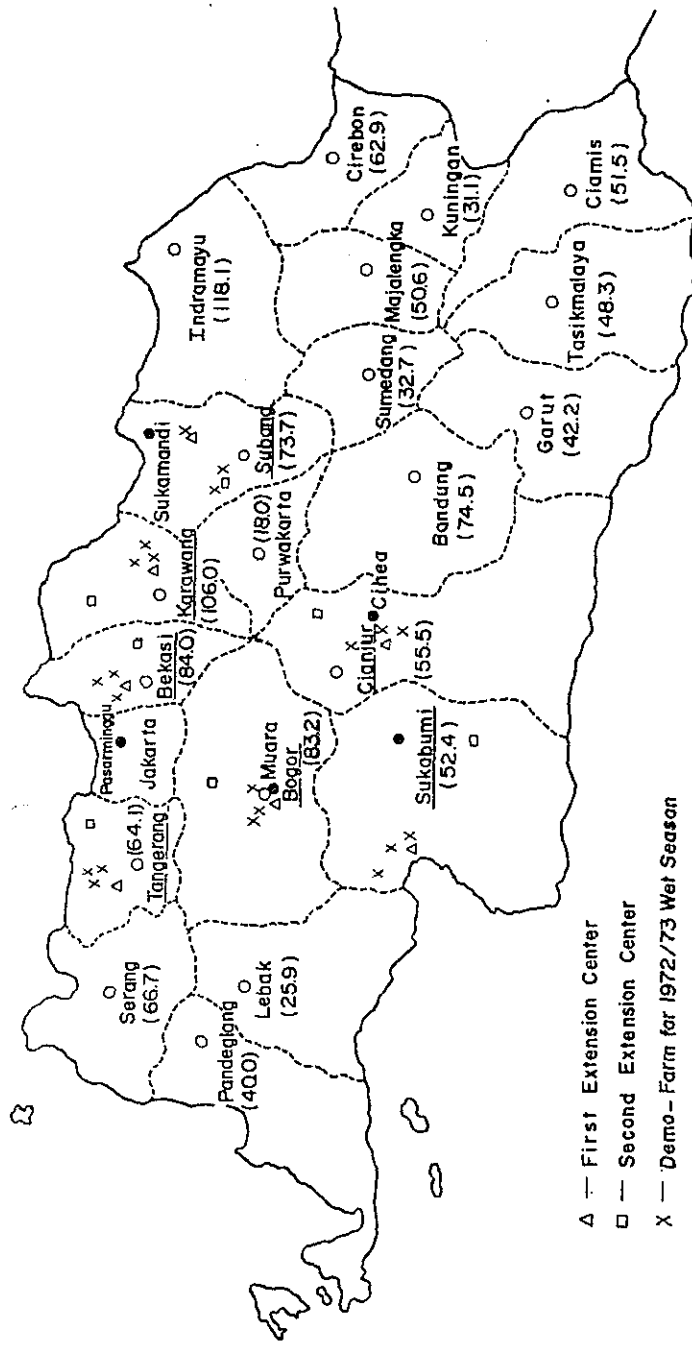 Serang
(66.7)
Pandeglang
(40.0)
Lebak
(25.9)
(64.1)
Tangerang
Pasarminggu
Jakarta
Bekasi
(84.0)
Karawang
(106.0)
Sukamandi
Subang
(73.7)
Indramayu
(118.1)
Cirebon
(62.9)
Muara
Bogor
(83.2)
(18.0)
Purwakarta
Sumedang
(32.7)
Majalengka
(50.6)
Kuningan
(31.1)
Sukabumi
(52.4)
Cianjur
Cihea
(55.5)
Bandung
(74.5)
Garut
(42.2)
Tasikmalaya
(48.3)
Ciamis
(51.5)
△ — First Extension Center
□ — Second Extension Center
X — Demo-Farm for 1972/73 Wet Season